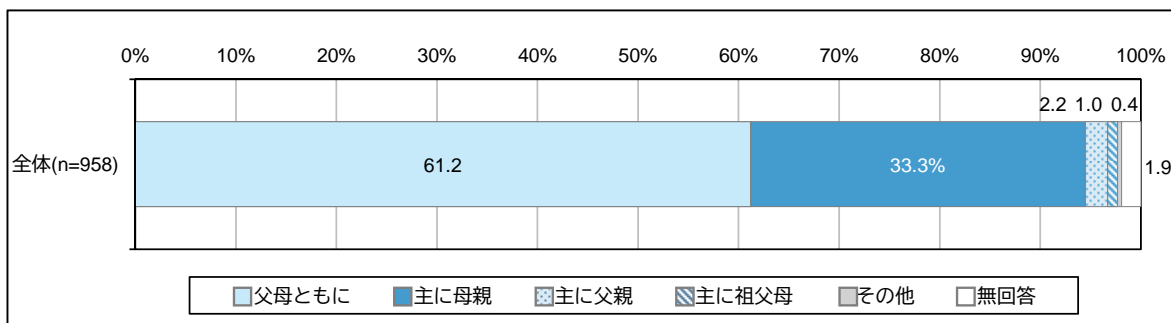 0% 10% 20% 30% 40% 50% 60% 70% 80% 90% 100%
2.2 1.0 0.4
全体(n=958) 61.2 33.3% 1.9
父母ともに 主に母親 主に父親 主に祖父母 その他 無回答